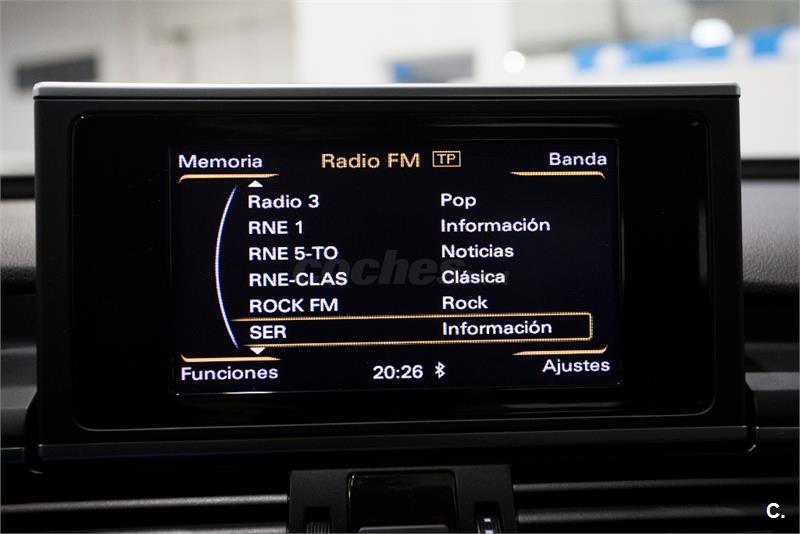 Memoria Radio FM TP Banda
Radio 3 Pop
RNE 1 Información
RNE 5-TO Noticias
RNE-CLAS Clásica
ROCK FM Rock
SER Información
Funciones 20:26 Ajustes
coches
C.
C.